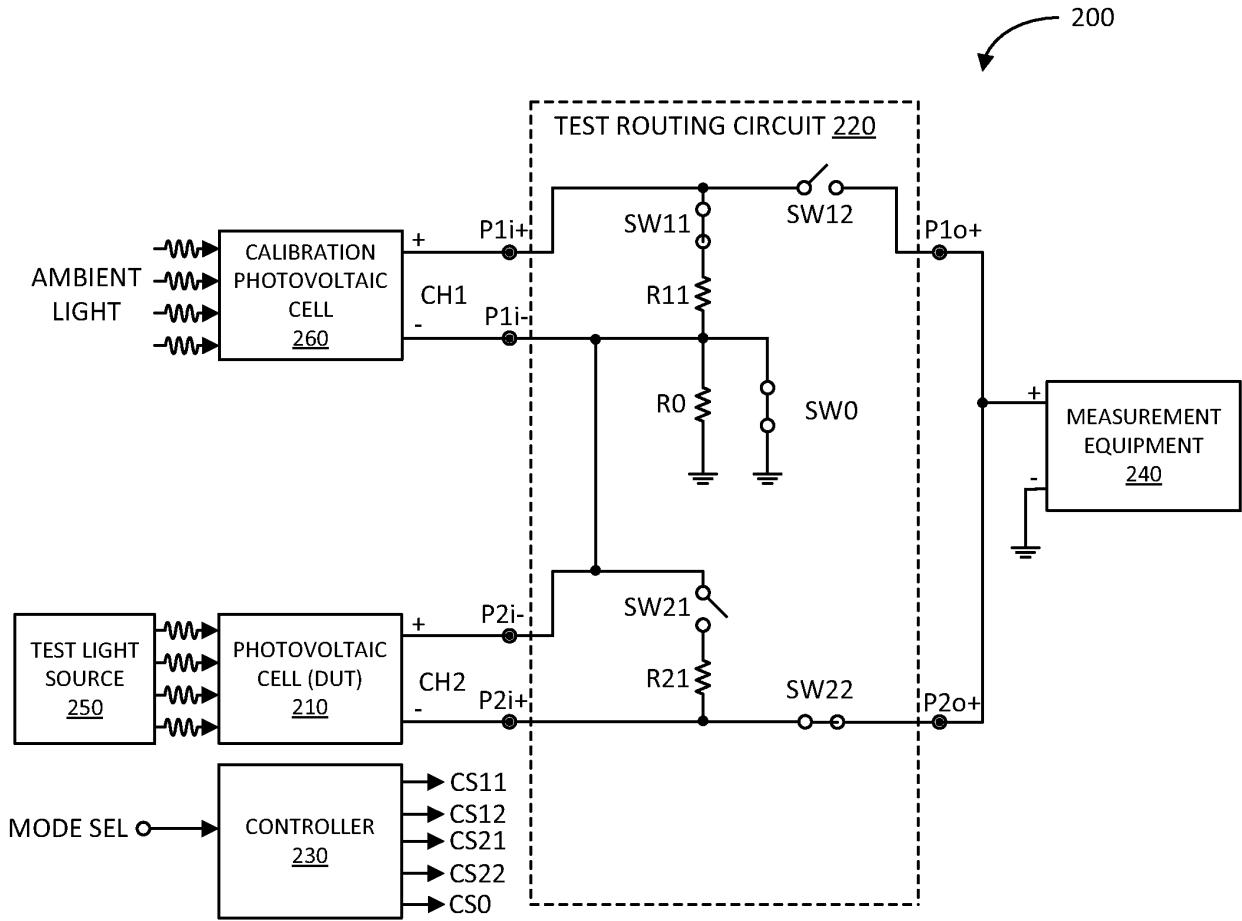 200
TEST ROUTING CIRCUIT 220
SW12
SW11
P1i+
P1o+
AMBIENT
LIGHT
CALIBRATION
PHOTOVOLTAIC
CELL
260
+
-
CH1
R11
P1i-
R0
SW0
+
-
MEASUREMENT
EQUIPMENT
240
TEST LIGHT
SOURCE
250
PHOTOVOLTAIC
CELL (DUT)
210
+
-
CH2
P2i-
P2i+
SW21
R21
SW22
P2o+
MODE SEL
CONTROLLER
230
CS11
CS12
CS21
CS22
CS0